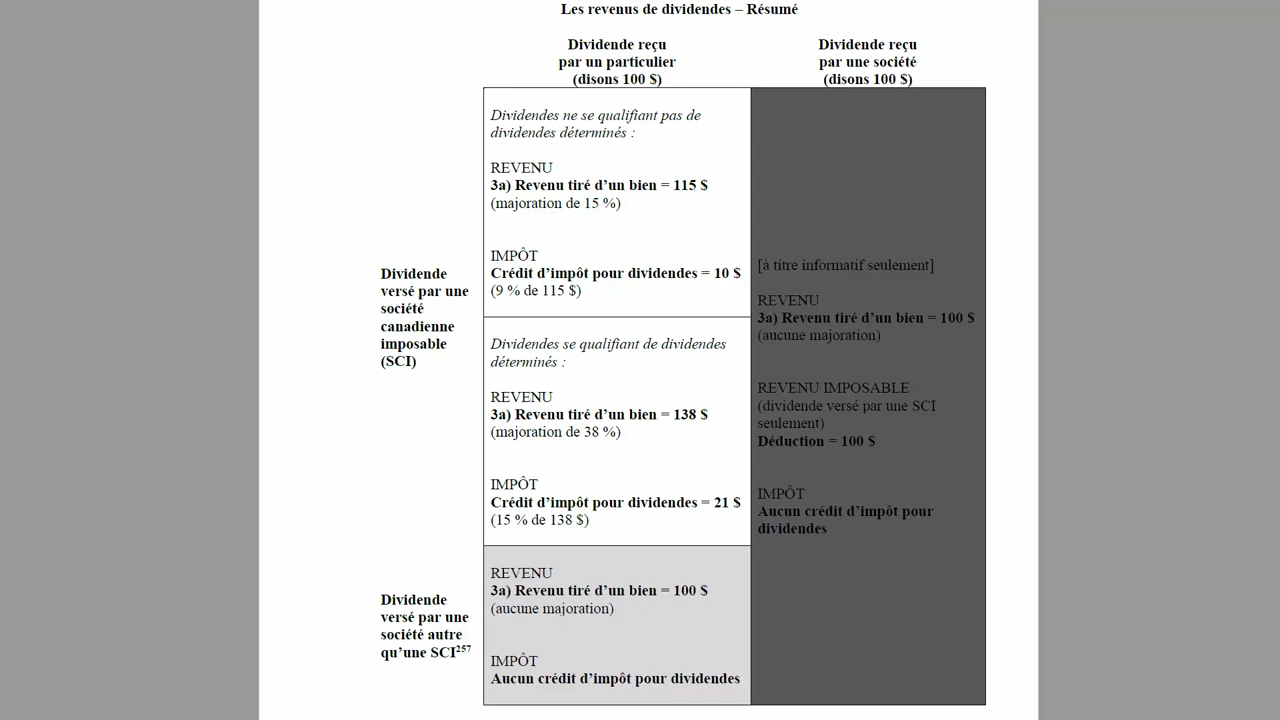 Les revenus de dividendes – Résumé
Dividende reçu
par un particulier
(disons 100 $)
Dividende reçu
par une société
(disons 100 $)
Dividende
versé par une
société
canadienne
imposable
(SCI)
Dividendes ne se qualifiant pas de
dividendes déterminés :
REVENU
3a) Revenu tiré d’un bien = 115 $
(majoration de 15 %)
IMPÔT
Crédit d’impôt pour dividendes = 10 $
(9 % de 115 $)
Dividendes se qualifiant de dividendes
déterminés :
REVENU
3a) Revenu tiré d’un bien = 138 $
(majoration de 38 %)
IMPÔT
Crédit d’impôt pour dividendes = 21 $
(15 % de 138 $)
[à titre informatif seulement]
REVENU
3a) Revenu tiré d’un bien = 100 $
(aucune majoration)
REVENU IMPOSABLE
(dividende versé par une SCI
seulement)
Déduction = 100 $
IMPÔT
Aucun crédit d’impôt pour
dividendes
Dividende
versé par une
société autre
qu’une SCI257
REVENU
3a) Revenu tiré d’un bien = 100 $
(aucune majoration)
IMPÔT
Aucun crédit d’impôt pour dividendes